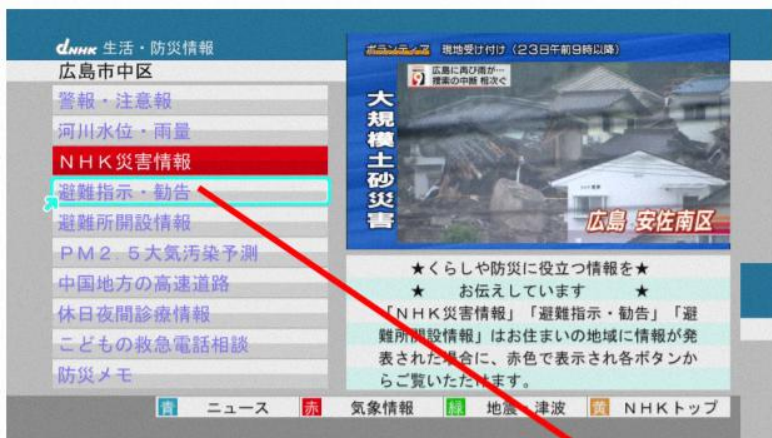 dNHK 生活・防災情報
広島市中区
警報・注意報
河川水位・雨量
NHK災害情報
避難指示・勧告
避難所開設情報
PM2.5大気汚染予測
中国地方の高速道路
休日夜間診療情報
こどもの救急電話相談
防災メモ
ボランティア 現地受け付け(23日午前9時以降)
広島に再び雨が…
捜索の中断 相次ぐ
大規模土砂災害
広島 安佐南区
★くらしや防災に役立つ情報を★
★ お伝えしています ★
「NHK災害情報」「避難指示・勧告」「避
難所開設情報」はお住まいの地域に情報が発
表された場合に、赤色で表示され各ボタンか
らご覧いただけます。
青 ニュース 赤 気象情報 緑 地震・津波 黄 NHKトップ